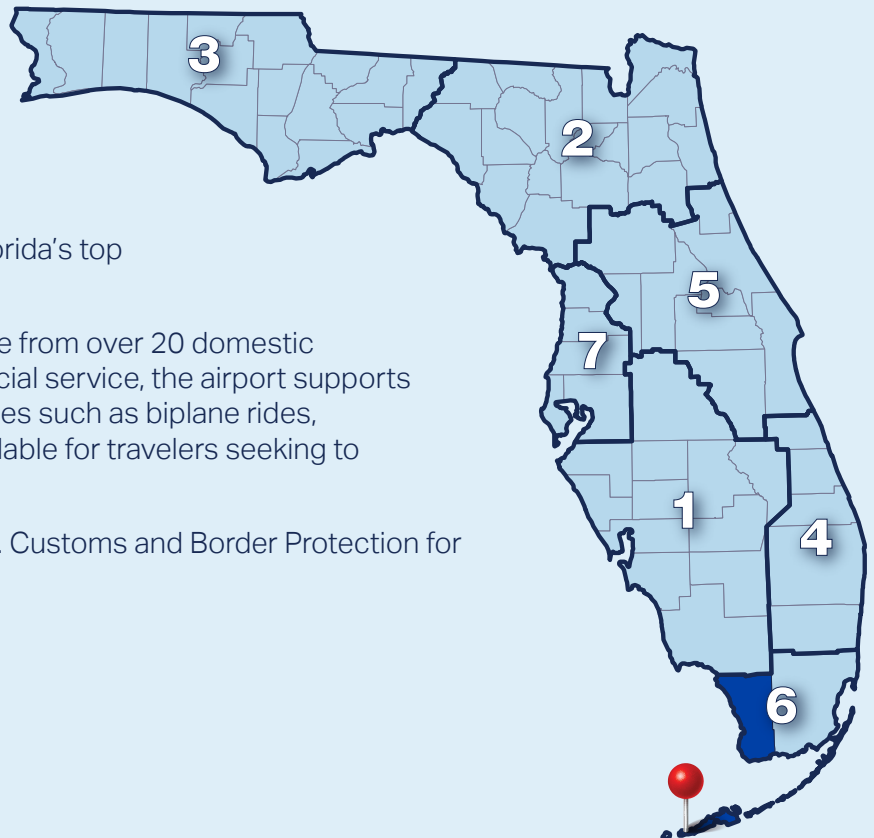 3
2
orida's top
5
e from over 20 domestic
7
cial service, the airport supports
es such as biplane rides,
lable for travelers seeking to
1
4
. Customs and Border Protection for
6